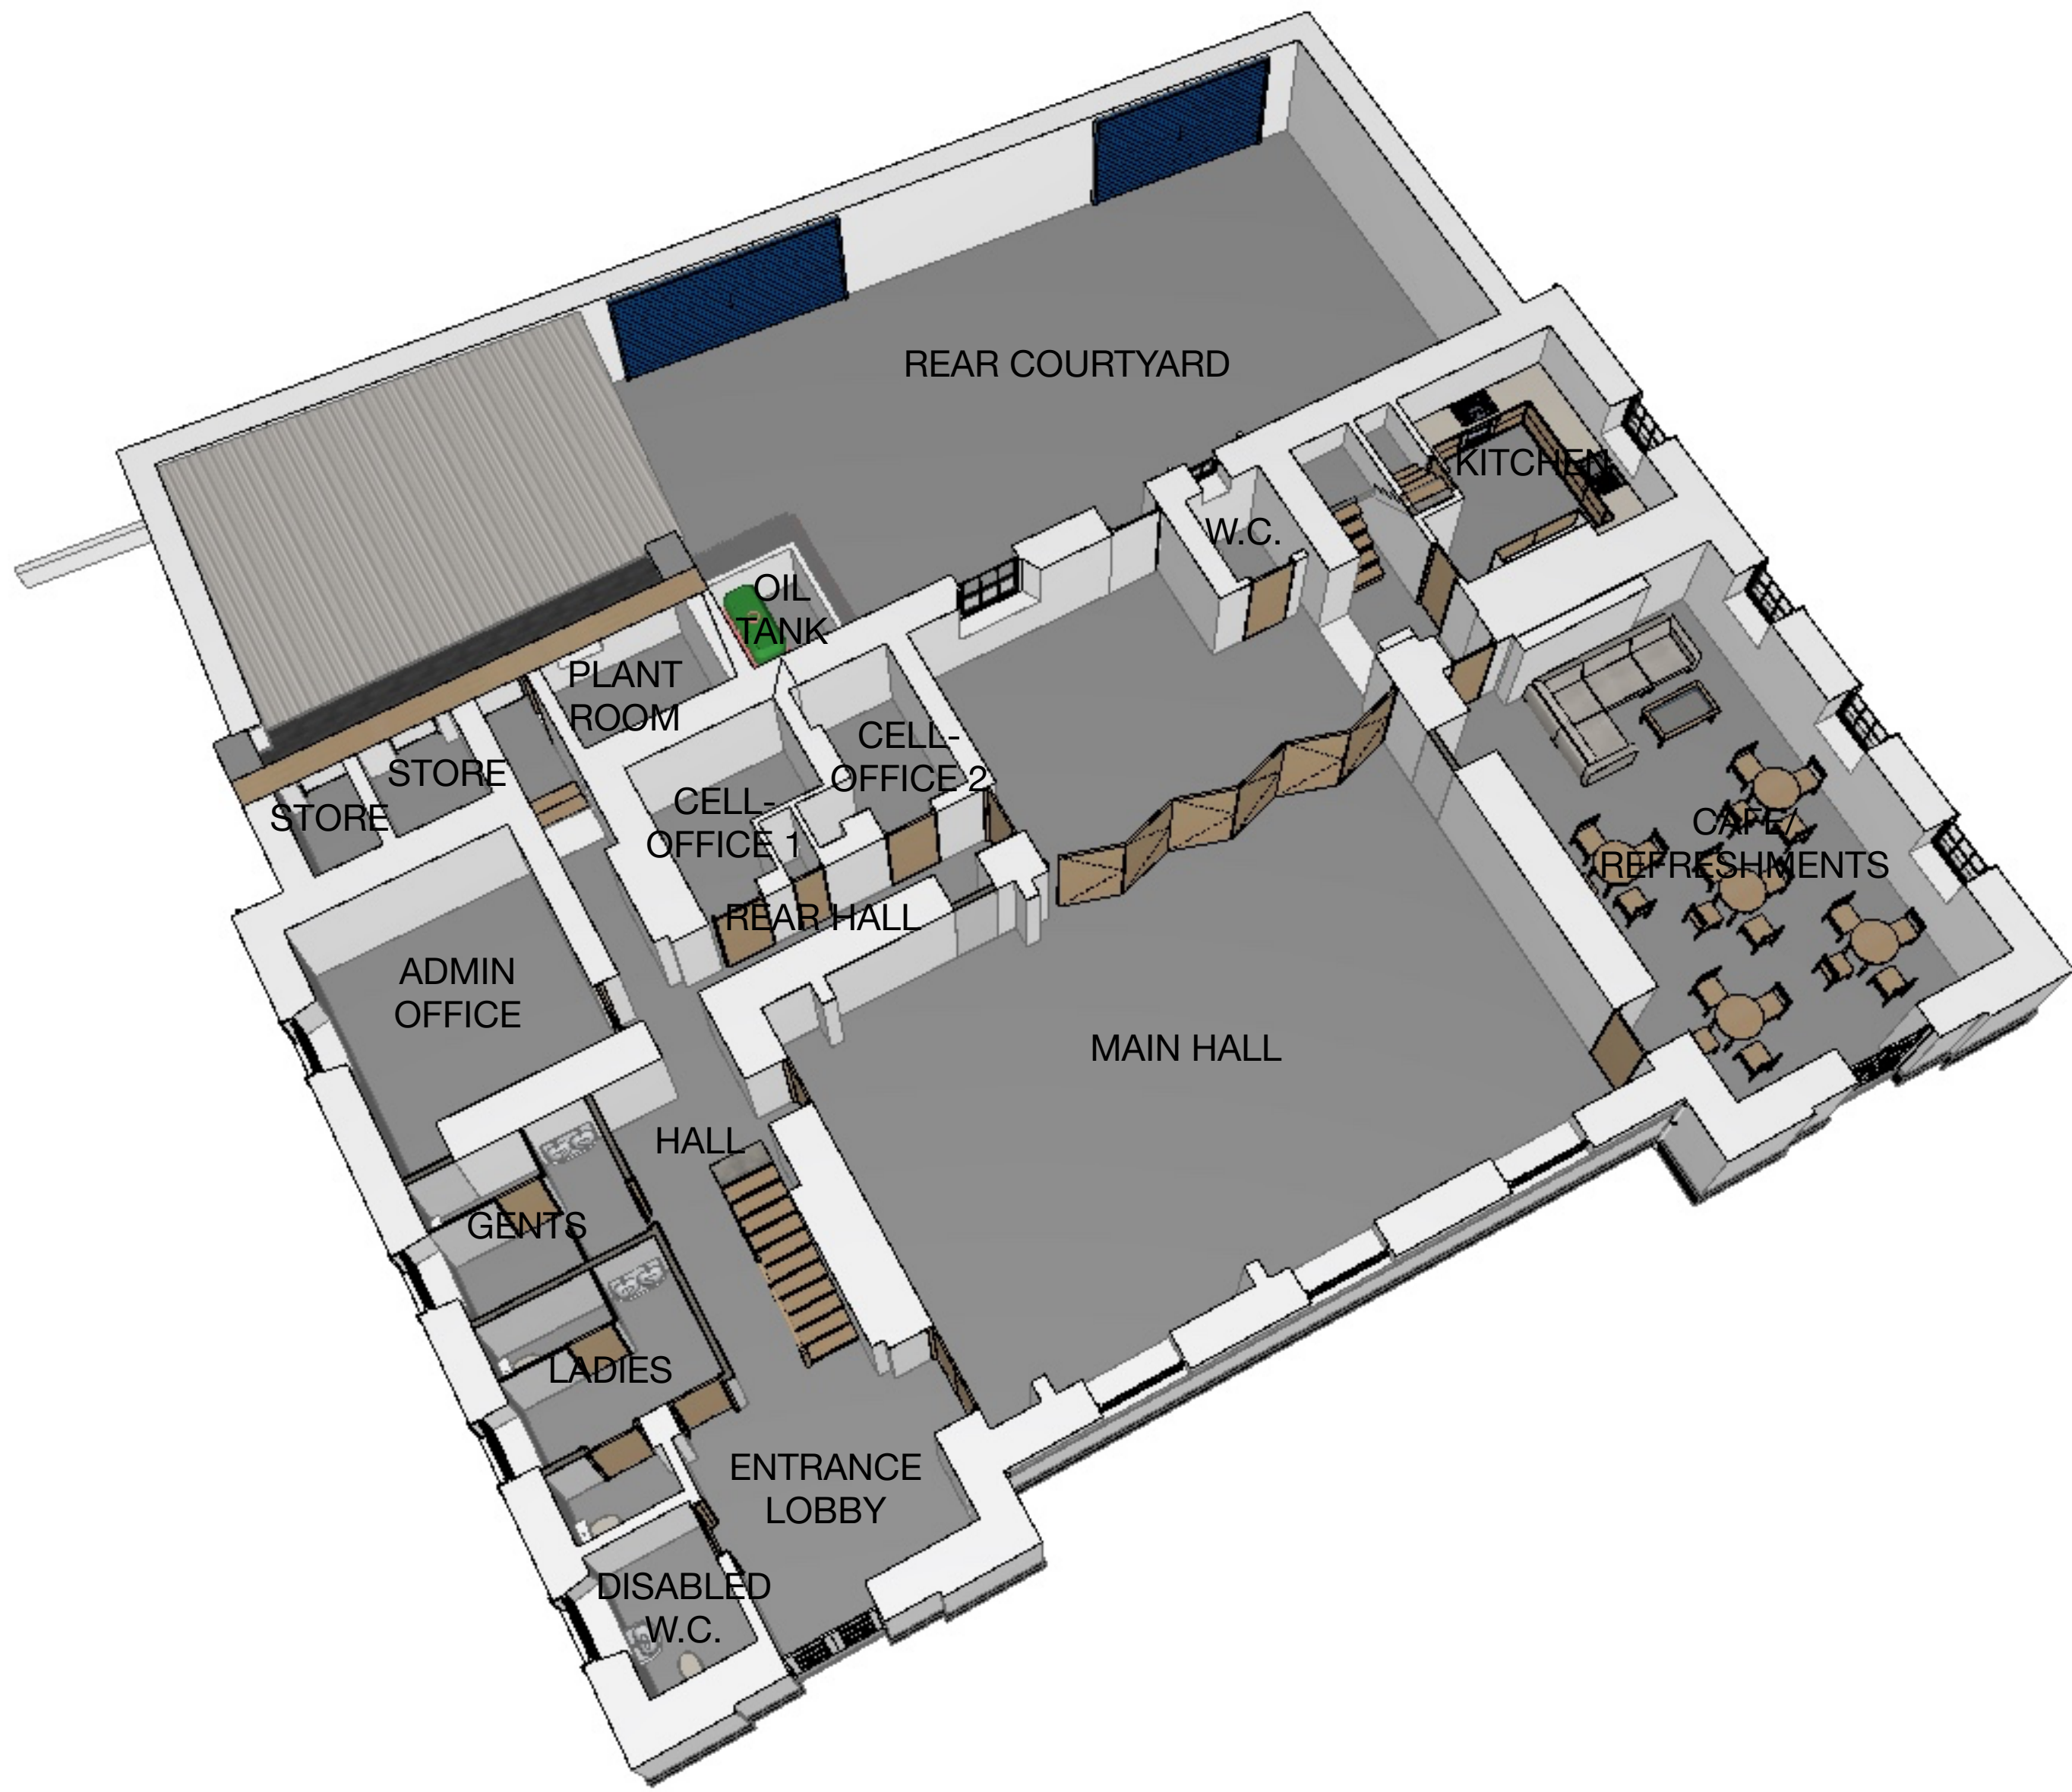 REAR COURTYARD
KITCHEN
W.C.
OIL
TANK
PLANT
ROOM
CELL-
OFFICE 2
STORE
STORE
CELL-
OFFICE 1
CAFE/
REFRESHMENTS
REAR HALL
ADMIN
OFFICE
MAIN HALL
HALL
GENTS
LADIES
ENTRANCE
LOBBY
DISABLED
W.C.